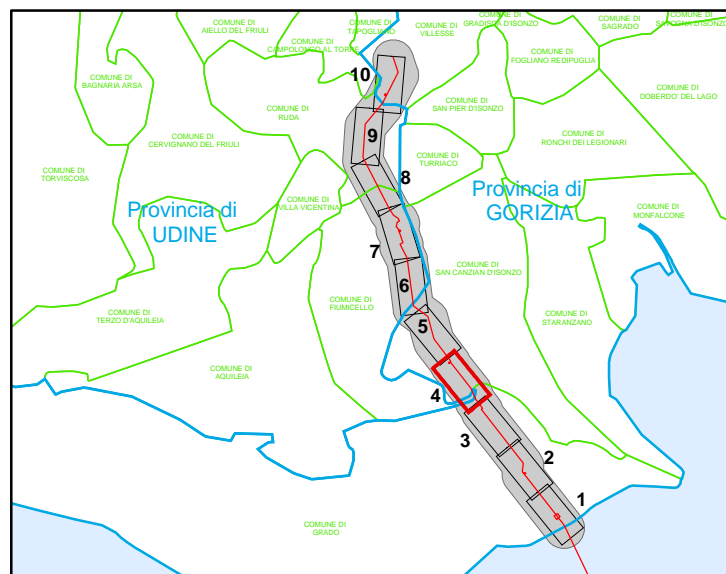 COMUNE DI
AIELLO DEL FRIULI
COMUNE DI
CAMPOLONGO AL TORRE
COMUNE DI
TAPOGLIANO
COMUNE DI
VILLESSE
COMUNE DI
GRADISCA D'ISONZO
COMUNE DI
SAGRADO
COMUNE DI
SAVOGNA D'ISONZO
COMUNE DI
BAGNARIA ARSA
COMUNE DI
FOGLIANO REDIPUGLIA
10
COMUNE DI
RUDA
COMUNE DI
SAN PIER D'ISONZO
COMUNE DI
DOBERDO' DEL LAGO
9
COMUNE DI
CERVIGNANO DEL FRIULI
COMUNE DI
RONCHI DEI LEGIONARI
COMUNE DI
TURRIACO
COMUNE DI
TORVISCOSA
8
Provincia di
UDINE
COMUNE DI
VILLA VICENTINA
Provincia di
GORIZIA
COMUNE DI
MONFALCONE
7
COMUNE DI
SAN CANZIAN D'ISONZO
6
COMUNE DI
FIUMICELLO
COMUNE DI
TERZO D'AQUILEIA
5
COMUNE DI
STARANZANO
COMUNE DI
AQUILEIA
4
3
2
1
COMUNE DI
GRADO